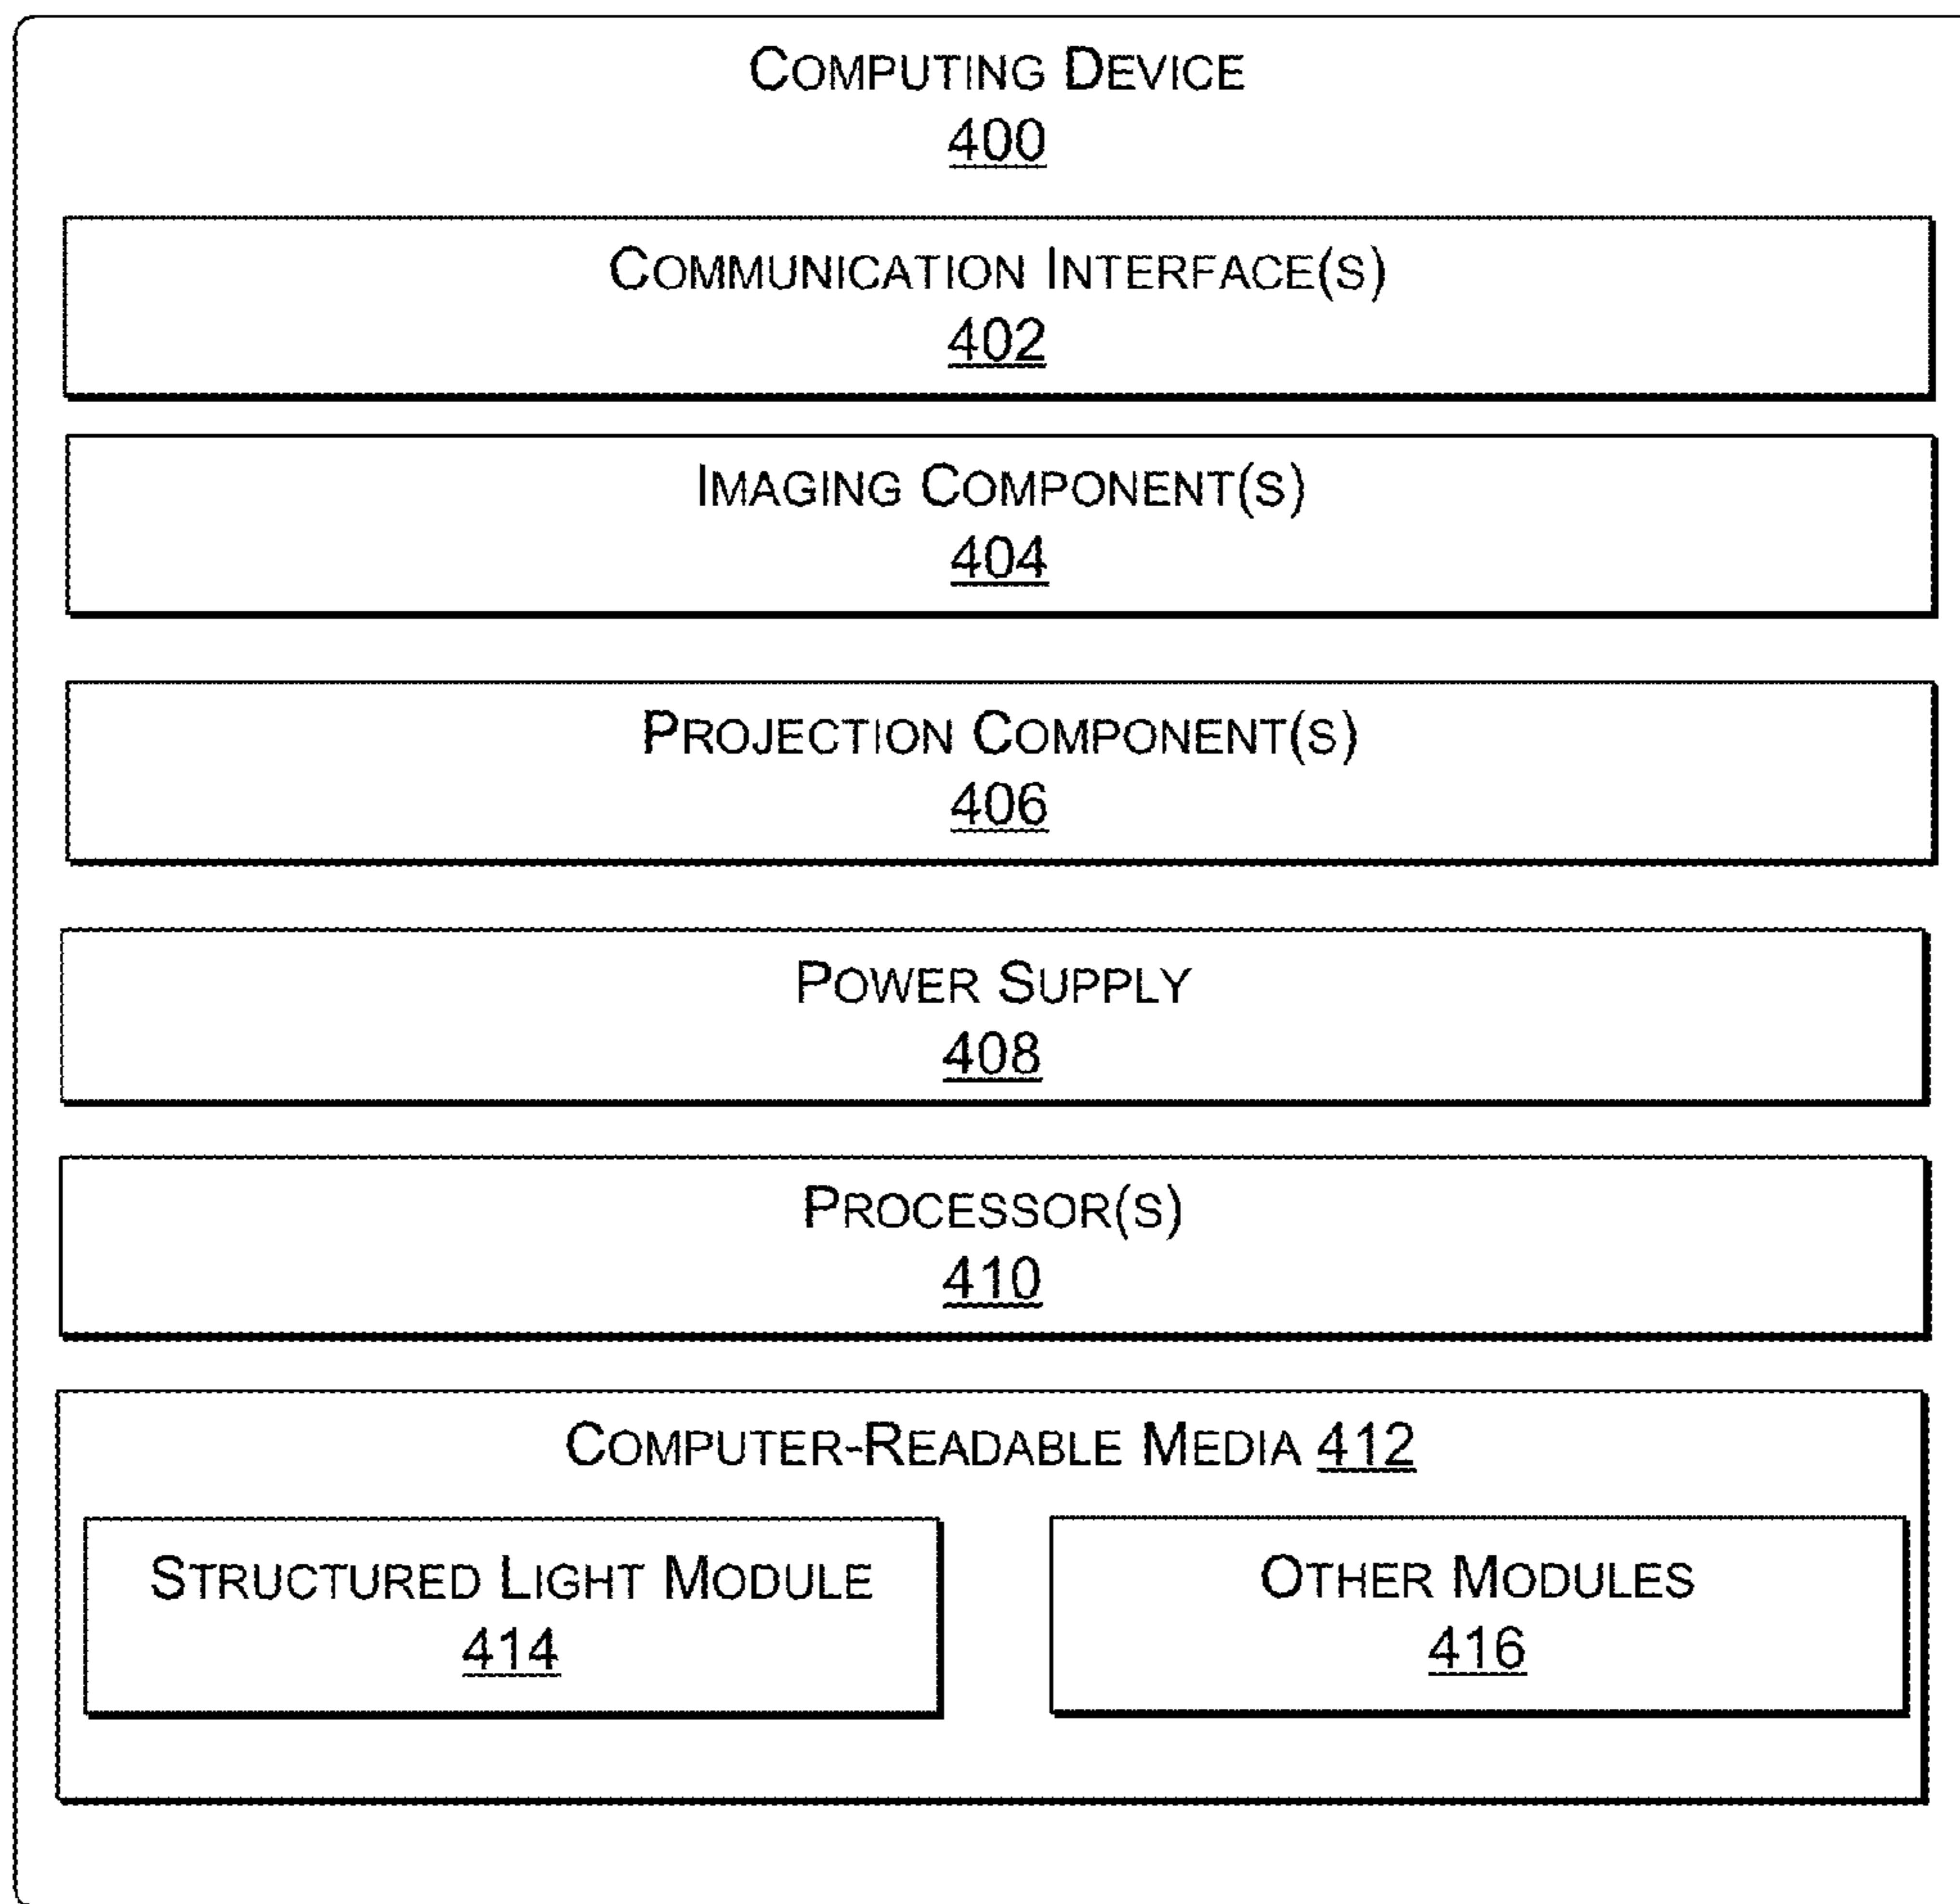 COMPUTING DEVICE
400
COMMUNICATION INTERFACE(S)
402
IMAGING COMPONENT(S)
404
PROJECTION COMPONENT(S)
406
POWER SUPPLY
408
PROCESSOR(S)
410
COMPUTER-READABLE MEDIA 412
STRUCTURED LIGHT MODULE
414
OTHER MODULES
416